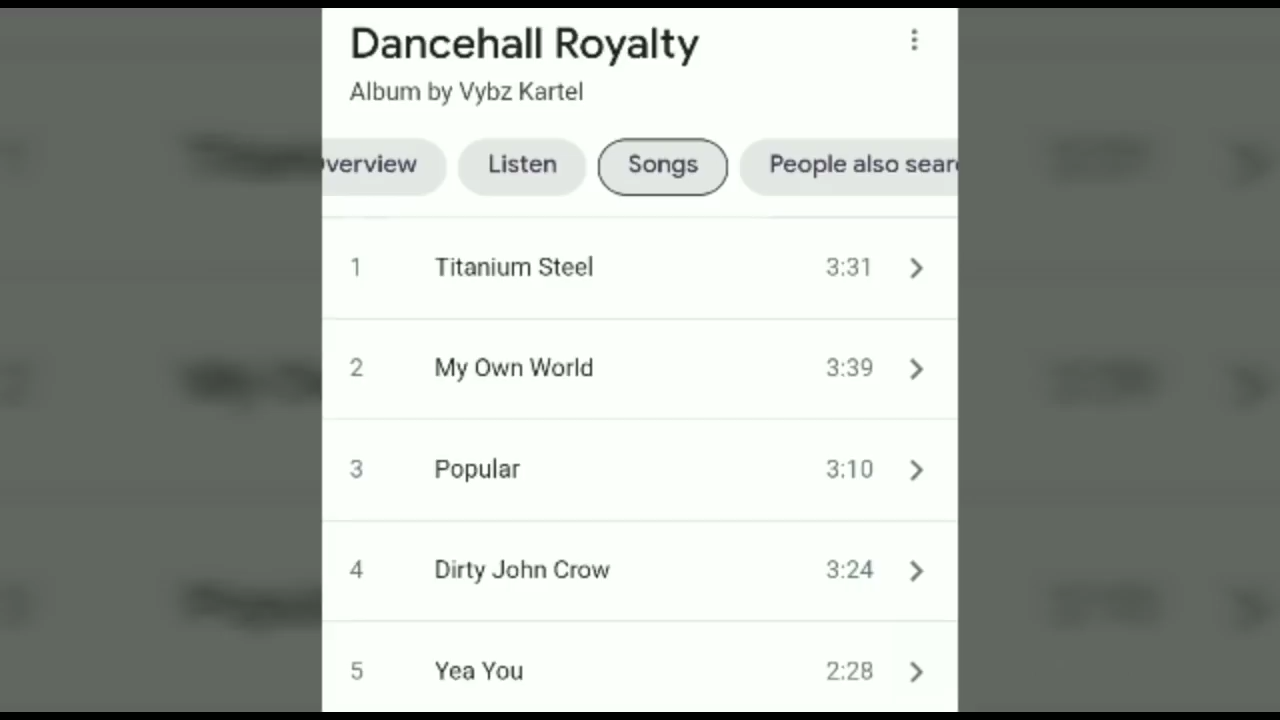 Dancehall Royalty
Album by Vybz Kartel
verview Listen Songs People also sear
1 Titanium Steel 3:31
2 My Own World 3:39
3 Popular 3:10
4 Dirty John Crow 3:24
5 Yea You 2:28